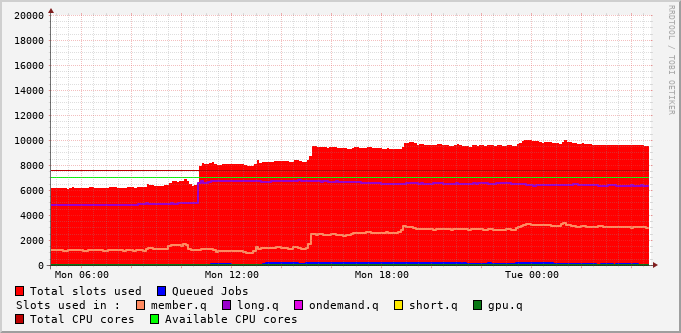 20000
18000
16000
14000
12000
10000
8000
6000
4000
2000
0
Mon 06:00 Mon 12:00 Mon 18:00 Tue 00:00
RRDTOOL / TOBI OETIKER
Total slots used Queued Jobs
Slots used in : member.q long.q ondemand.q short.q gpu.q
Total CPU cores Available CPU cores